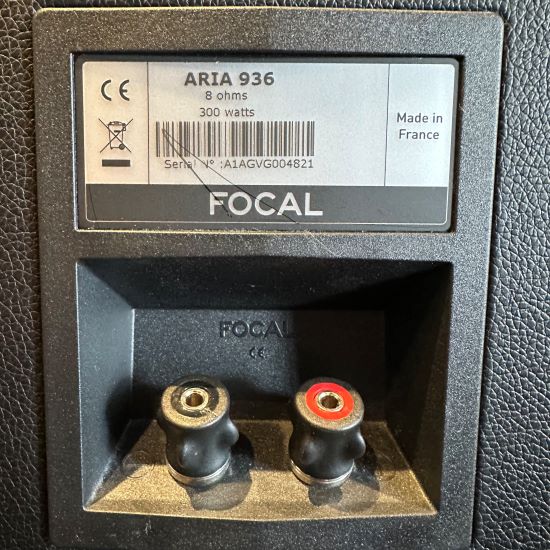 CE
ARIA 936
8 ohms
300 watts
Serial N° :A1AGVG004821
Made in
France
FOCAL
FOCAL
CE